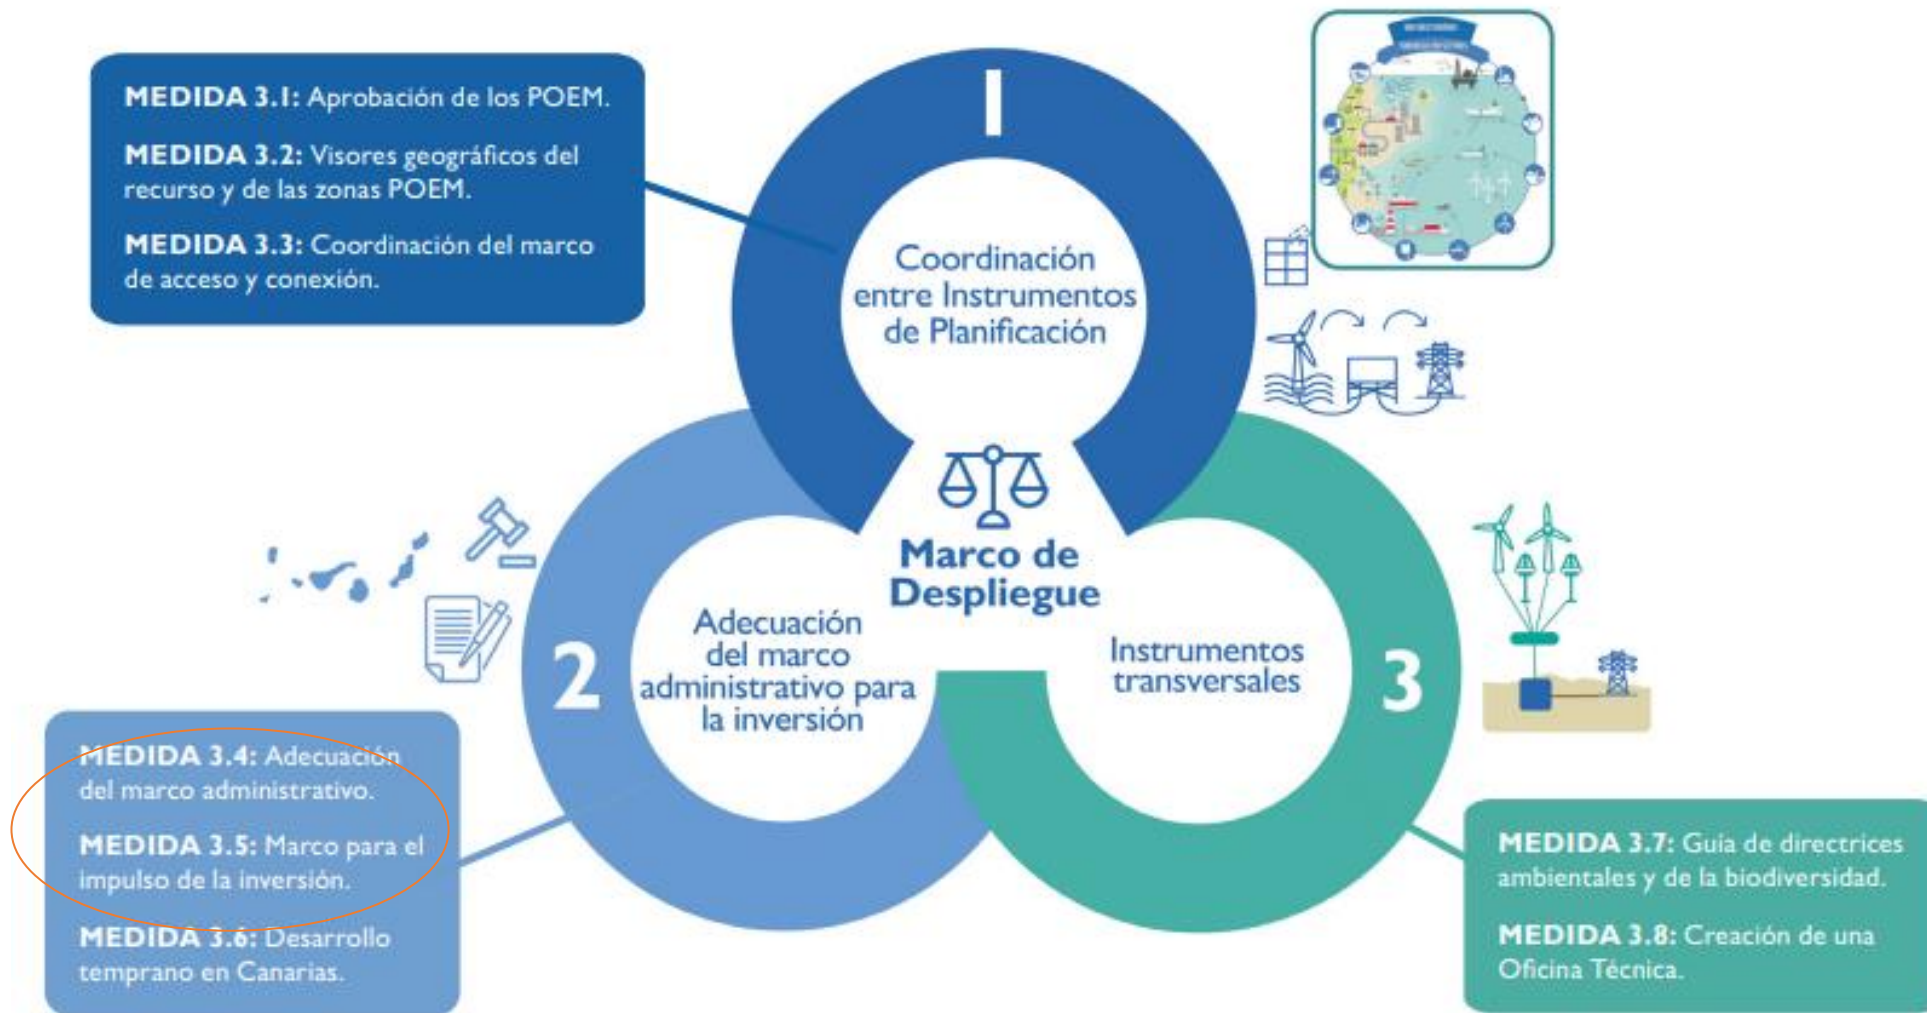 MEDIDA 3.1: Aprobación de los POEM.
MEDIDA 3.2: Visores geográficos del
recurso y de las zonas POEM.
MEDIDA 3.3: Coordinación del marco
de acceso y conexión.
1
Coordinación
entre Instrumentos
de Planificación
Marco de
Despliegue
2
Adecuación
del marco
administrativo para
la inversión
Instrumentos
transversales
3
MEDIDA 3.4: Adecuación
del marco administrativo.
MEDIDA 3.5: Marco para el
impulso de la inversión.
MEDIDA 3.6: Desarrollo
temprano en Canarias.
MEDIDA 3.7: Guía de directrices
ambientales y de la biodiversidad.
MEDIDA 3.8: Creación de una
Oficina Técnica.